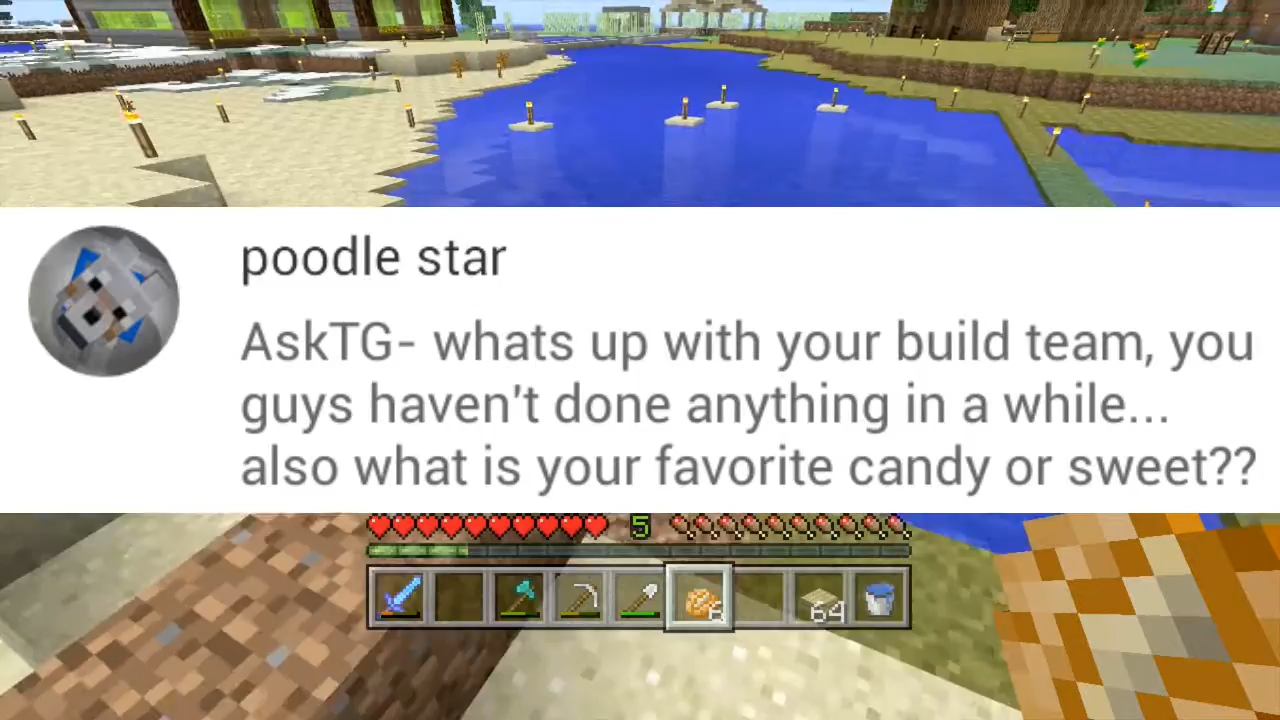 poodle star
AskTG- whats up with your build team, you
guys haven't done anything in a while...
also what is your favorite candy or sweet??
5
6
64